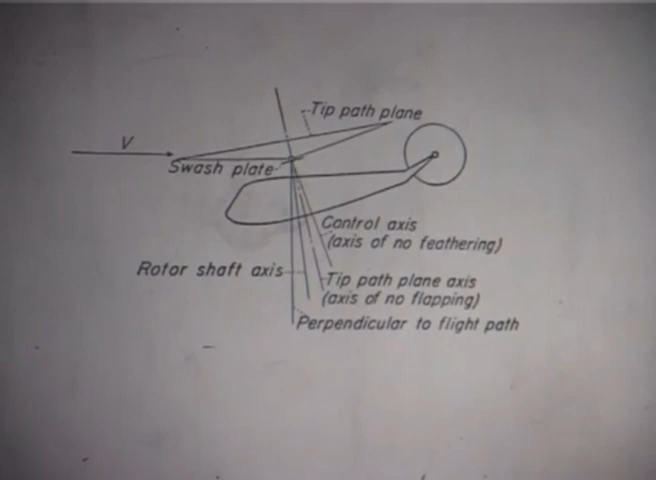 Tip path plane
V
Swash plate
Control axis
(axis of no feathering)
Rotor shaft axis
Tip path plane axis
(axis of no flapping)
Perpendicular to flight path